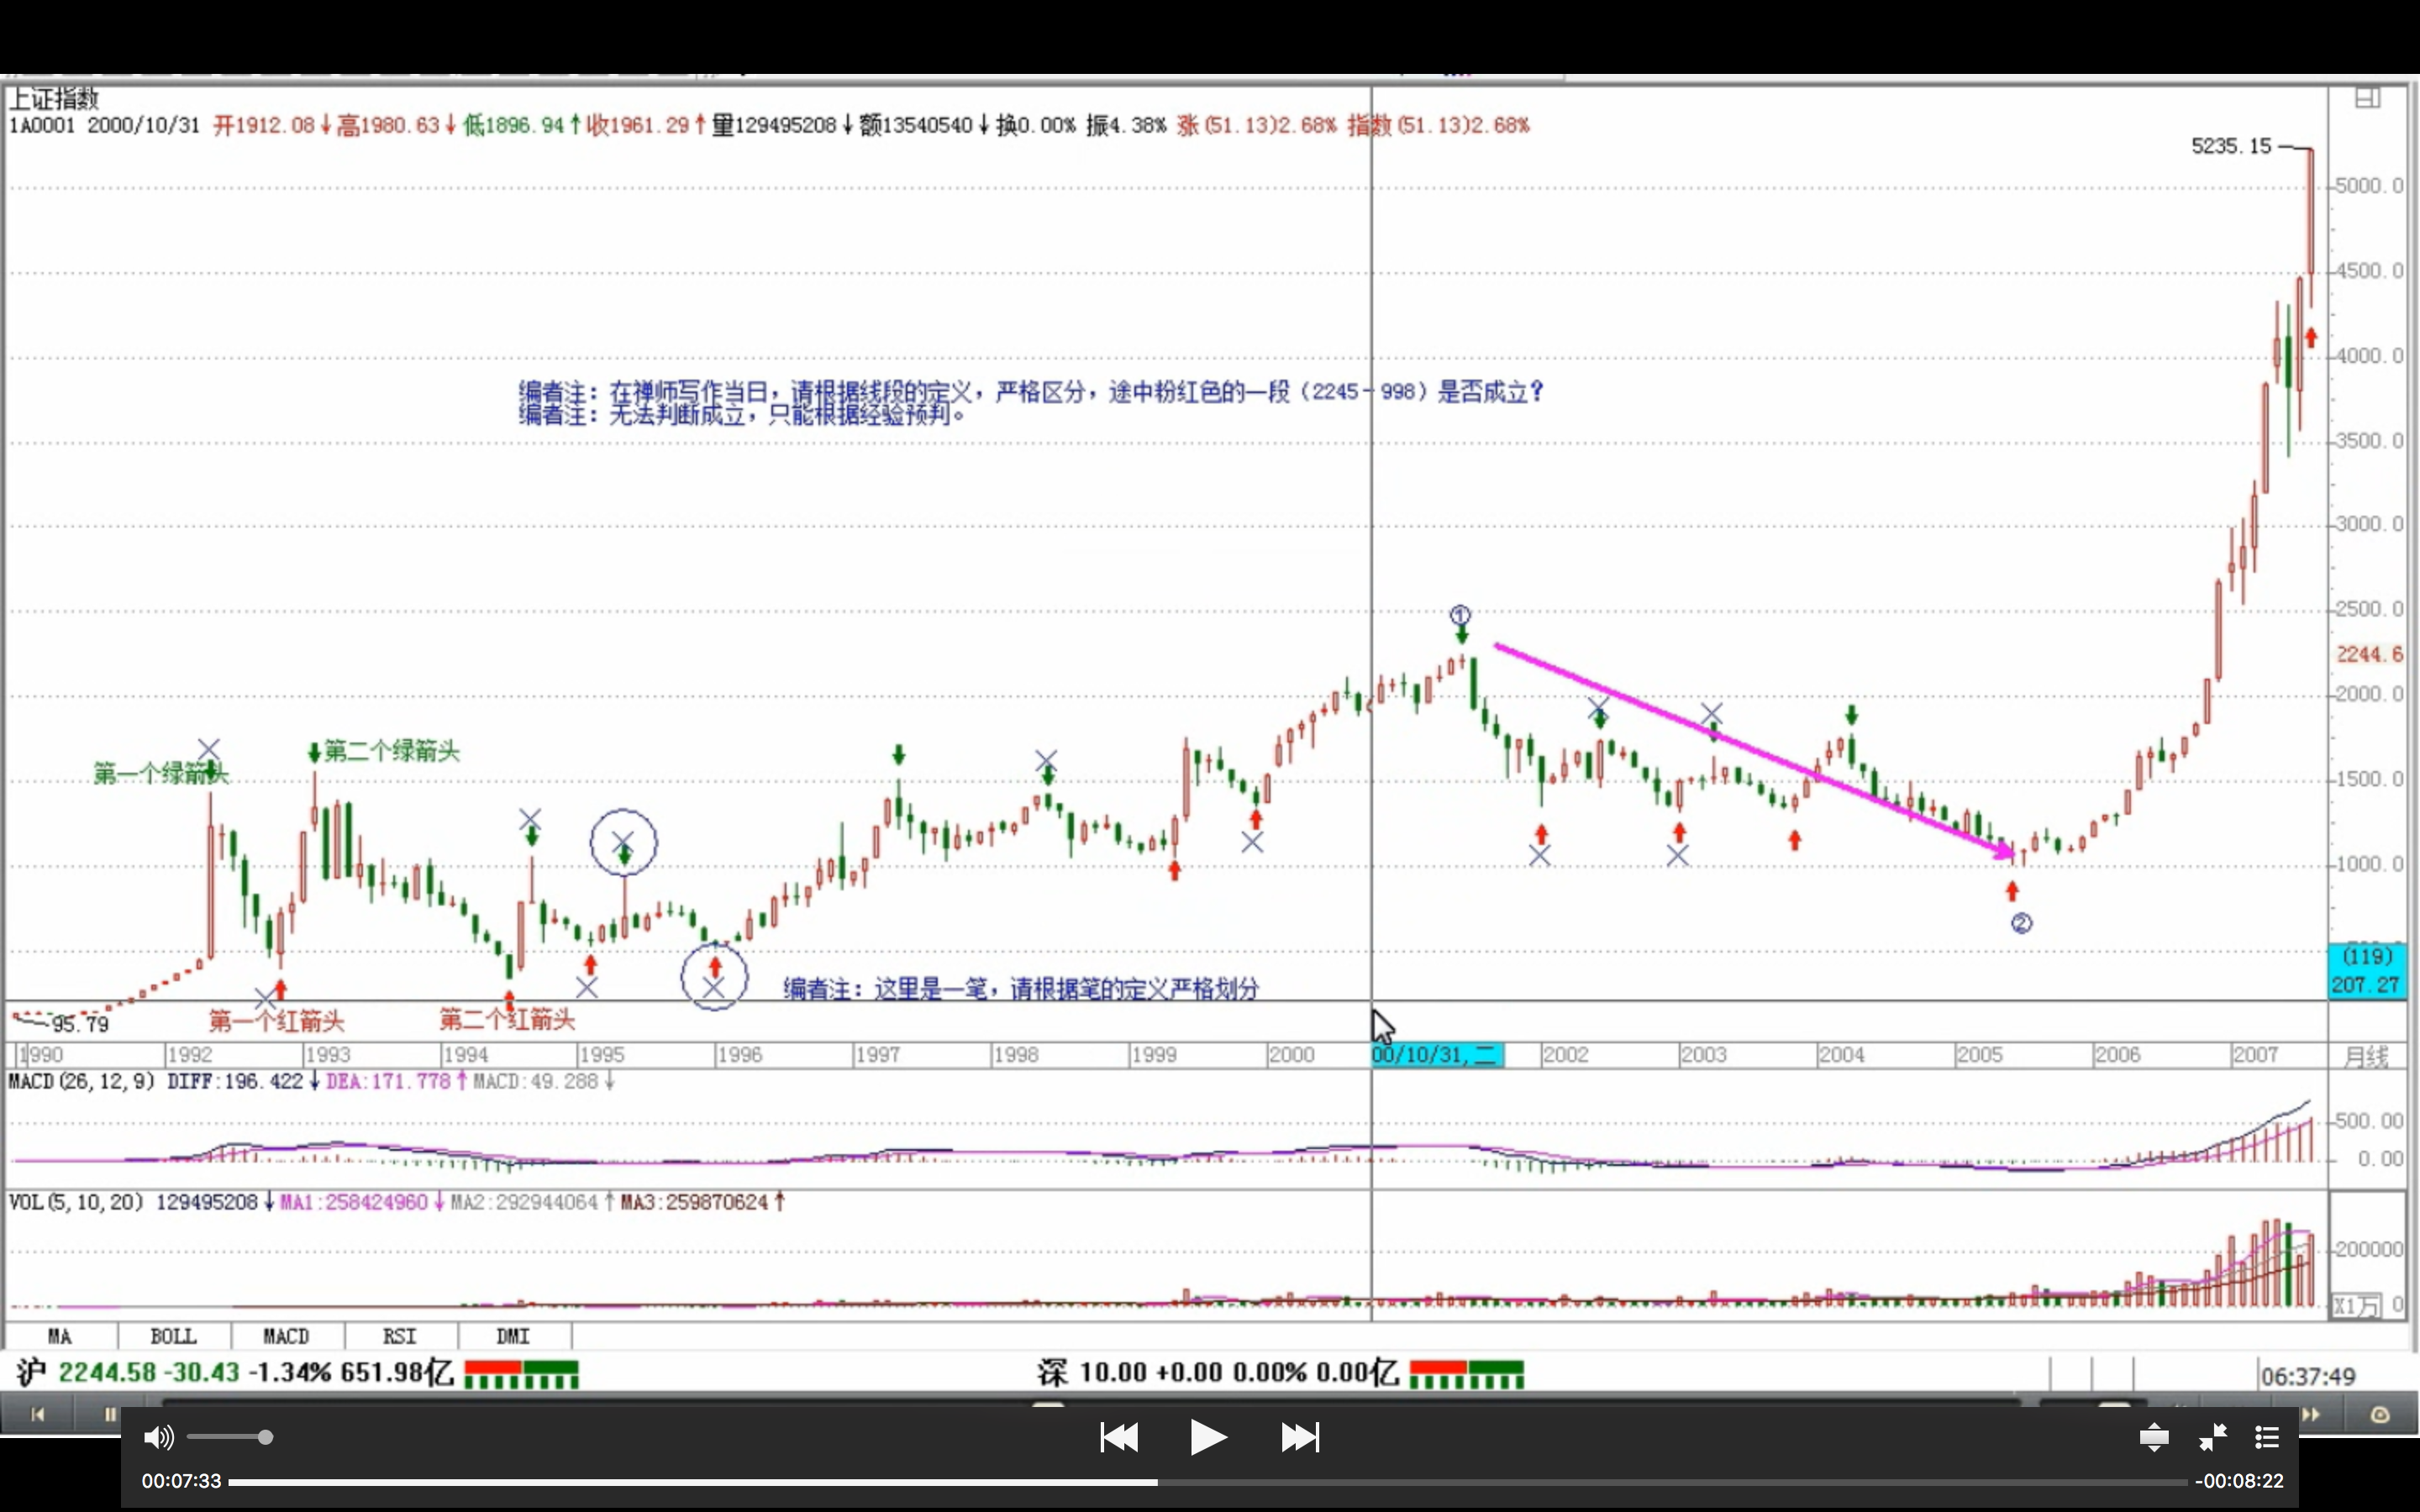 上证指数
1A0001 2000/10/31 开1912.08↓高1980.63↓低1896.94↑收1961.29↑量129495208↓额13540540↓换0.00% 振4.38% 涨(51.13)2.68% 指数(51.13)2.68%
5235.15
5000.0
4500.0
4000.0
编者注：在禅师写作当日，请根据线段的定义，严格区分，途中粉红色的一段（2245-998）是否成立？
编者注：无法判断成立，只能根据经验预判。
3500.0
3000.0
2500.0
①
2244.6
2000.0
第二个绿箭头
第一个绿箭头
1500.0
1000.0
②
(119)
207.27
编者注：这里是一笔，请根据笔的定义严格划分
95.79
第一个红箭头
第二个红箭头
1990 1992 1993 1994 1995 1996 1997 1998 1999 2000 00/10/31,二 2002 2003 2004 2005 2006 2007 月线
MACD(26,12,9) DIFF:196.422↓DEA:171.778↑MACD:49.288↓
500.00
0.00
VOL(5,10,20) 129495208↓MA1:258424960↓MA2:292944064↑MA3:259870624↑
200000
X1万 0
MA BOLL MACD RSI DMI
沪 2244.58 -30.43 -1.34% 651.98亿 深 10.00 +0.00 0.00% 0.00亿 06:37:49
00:07:33 -00:08:22